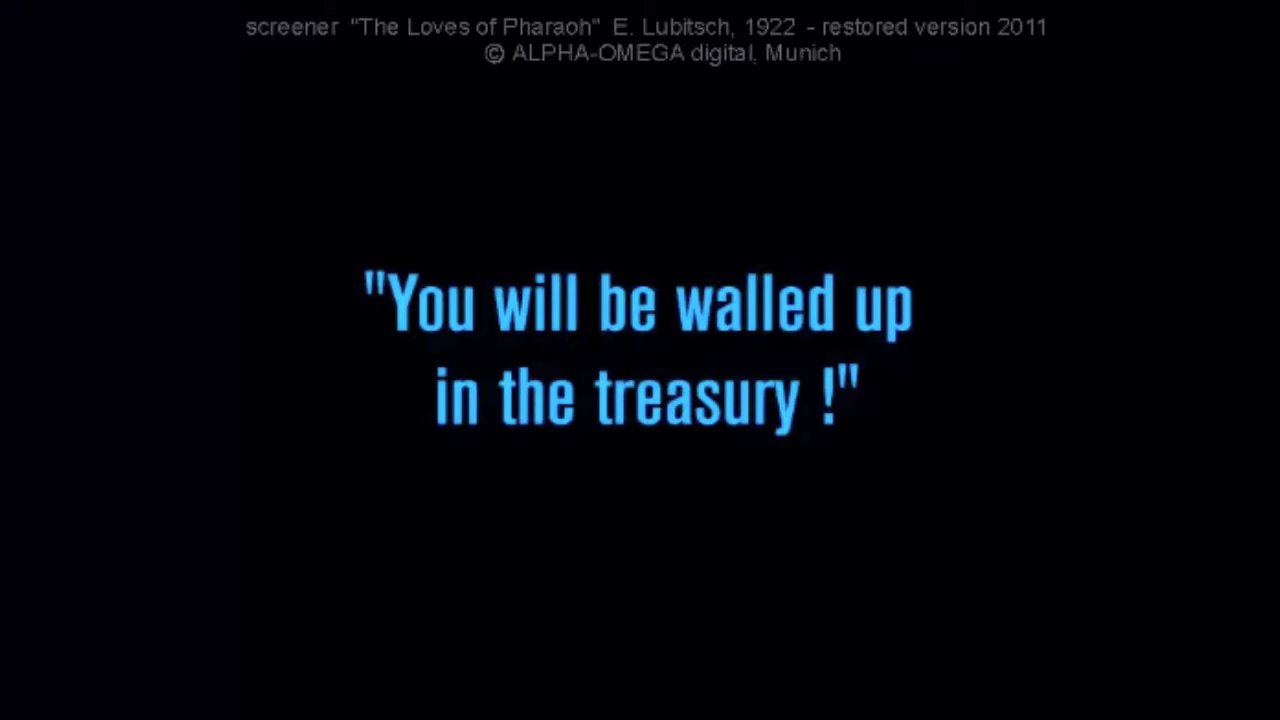 screener "The Loves of Pharaoh" E. Lubitsch, 1922 - restored version 2011
© ALPHA-OMEGA digital, Munich
"You will be walled up
in the treasury !"